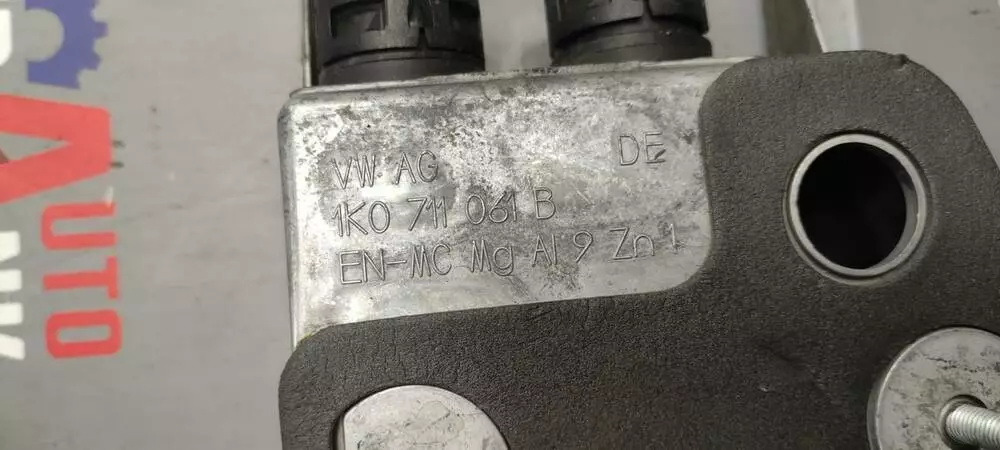 VW AG DE
1K0 711 061 B
EN-MC Mg Al 9 Zn 1
AUTO